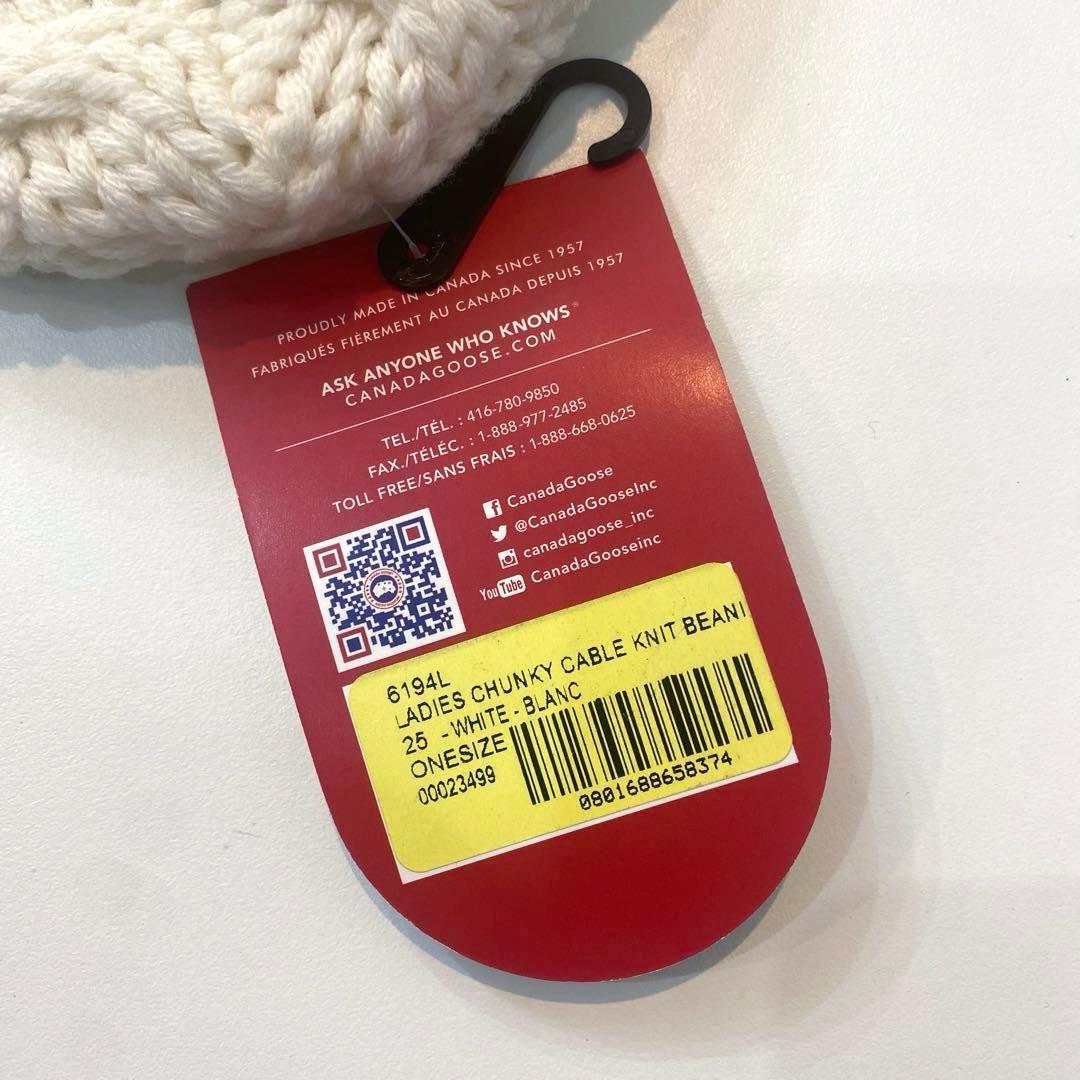 PROUDLY MADE IN CANADA SINCE 1957
FABRIQUÉS FIÈREMENT AU CANADA DEPUIS 1957
ASK ANYONE WHO KNOWS®
CANADAGOOSE.COM
TEL./TÉL. : 416-780-9850
FAX./TÉLÉC. : 1-888-977-2485
TOLL FREE/SANS FRAIS : 1-888-668-0625
f CanadaGoose
@CanadaGooseInc
canadagoose_inc
YouTube CanadaGooseinc
6194L
LADIES CHUNKY CABLE KNIT BEANI
25 -WHITE - BLANC
ONESIZE
00023499
0801688658374